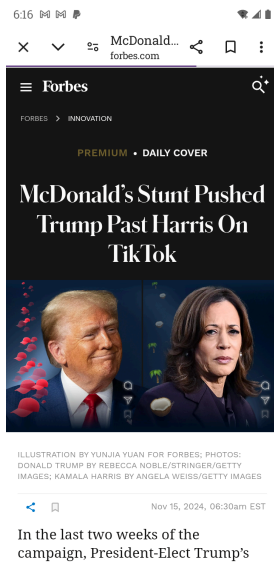 6:16
McDonald...
forbes.com
Forbes
FORBES > INNOVATION
PREMIUM • DAILY COVER
McDonald's Stunt Pushed
Trump Past Harris On
TikTok
ILLUSTRATION BY YUNJIA YUAN FOR FORBES; PHOTOS:
DONALD TRUMP BY REBECCA NOBLE/STRINGER/GETTY
IMAGES; KAMALA HARRIS BY ANGELA WEISS/GETTY IMAGES
Nov 15, 2024, 06:30am EST
In the last two weeks of the
campaign, President-Elect Trump's